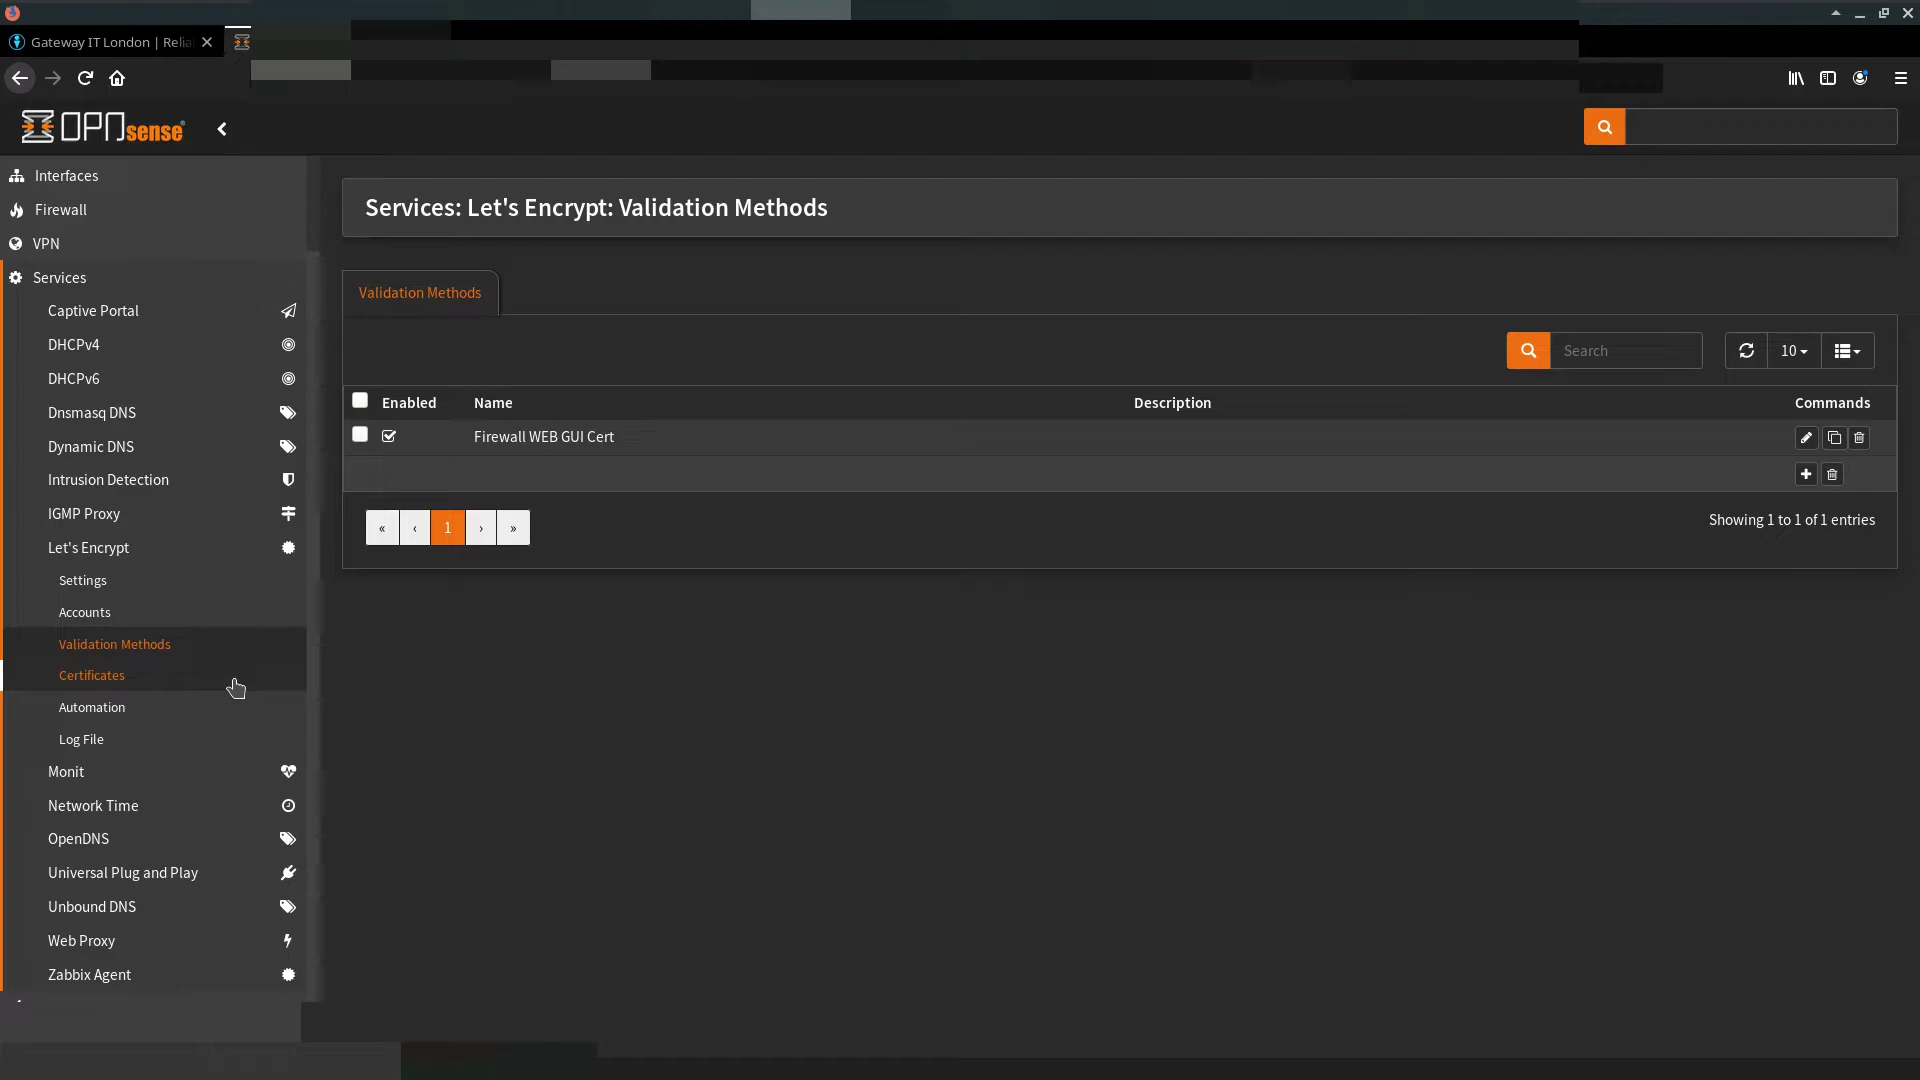 Gateway IT London | Relia
OPNsense
Interfaces
Firewall
VPN
Services
Captive Portal
DHCPv4
DHCPv6
Dnsmasq DNS
Dynamic DNS
Intrusion Detection
IGMP Proxy
Let's Encrypt
Settings
Accounts
Validation Methods
Certificates
Automation
Log File
Monit
Network Time
OpenDNS
Universal Plug and Play
Unbound DNS
Web Proxy
Zabbix Agent
Services: Let's Encrypt: Validation Methods
Validation Methods
Search
10
Enabled Name Description Commands
Firewall WEB GUI Cert
« ‹ 1 › »
Showing 1 to 1 of 1 entries